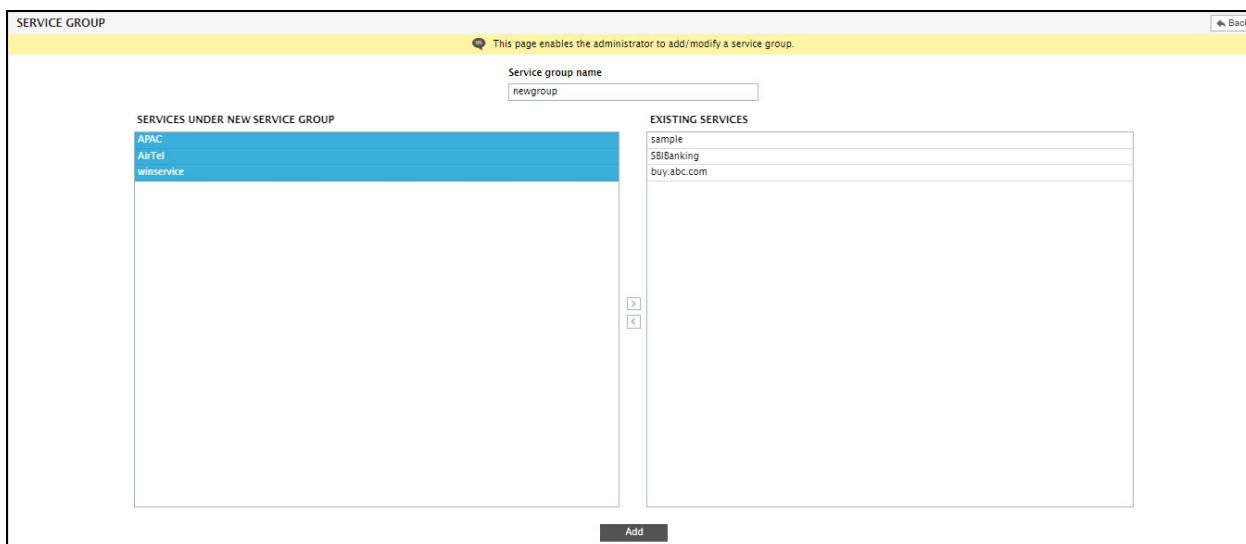 SERVICE GROUP
Back
This page enables the administrator to add/modify a service group.
Service group name
newgroup
SERVICES UNDER NEW SERVICE GROUP
EXISTING SERVICES
APAC
AirTel
winservice
sample
SBIBanking
buy.abc.com
>
<
Add